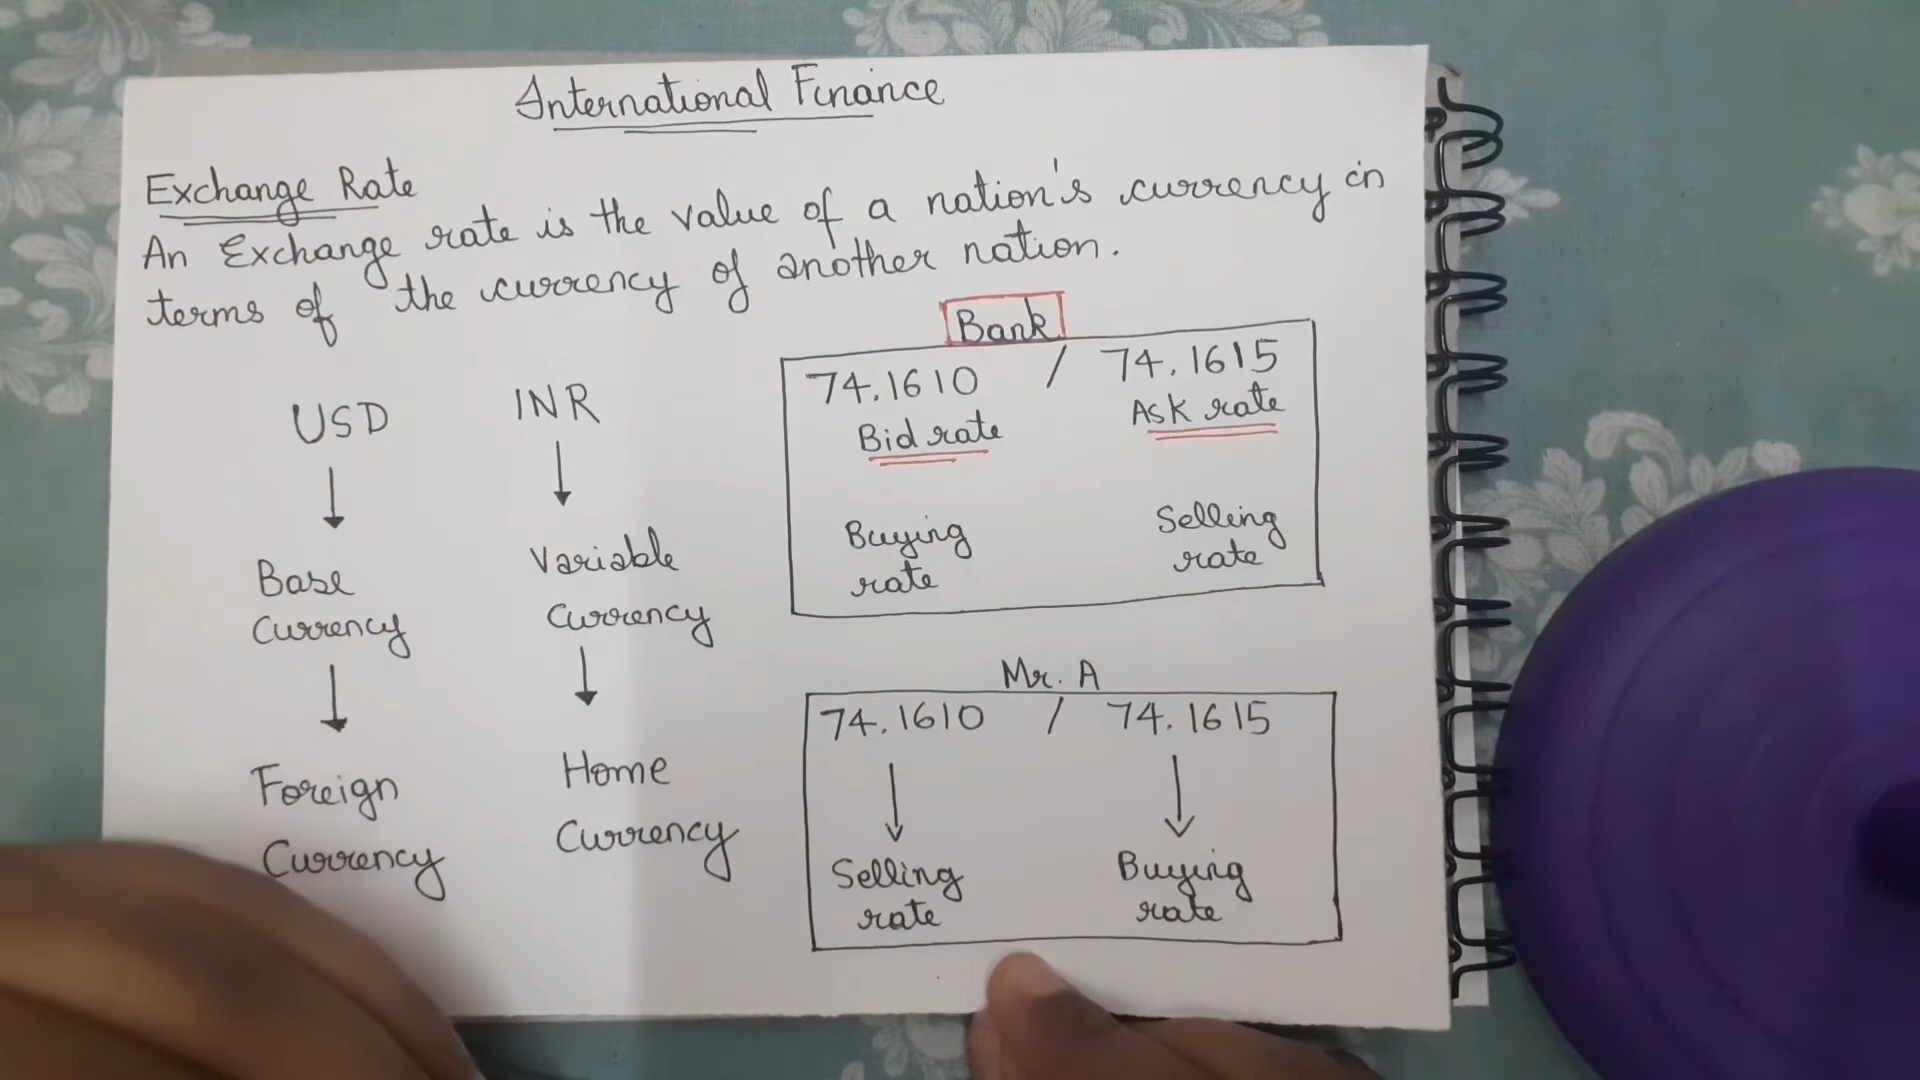 International Finance
Exchange Rate
An Exchange rate is the value of a nation's currency in
terms of the currency of another nation.
USD
Base
Currency
Foreign
Currency
INR
Variable
Currency
Home
Currency
Bank
74.1610 / 74.1615
Bid rate Ask rate
Buying Selling
rate rate
Mr. A
74.1610 / 74.1615
Selling Buying
rate rate